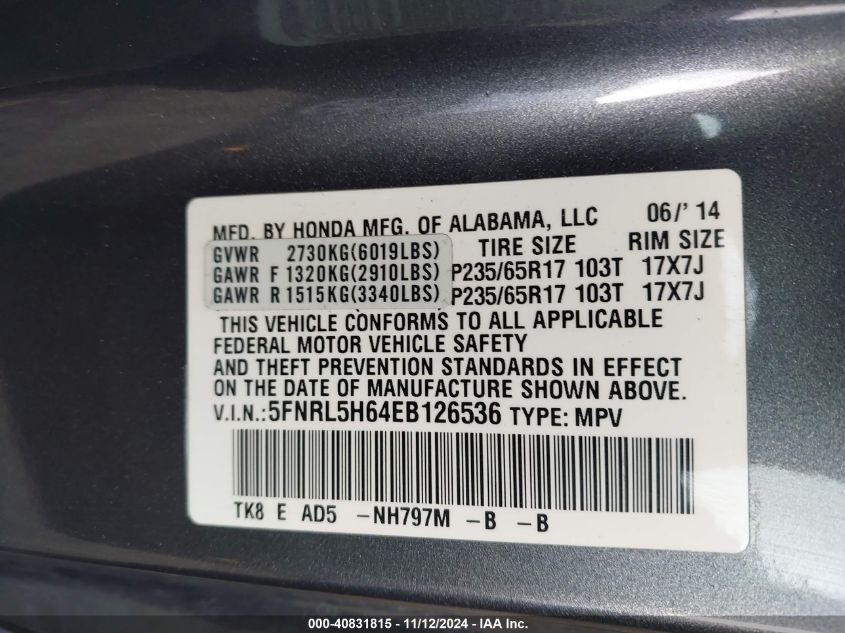 MFD. BY HONDA MFG. OF ALABAMA, LLC 06/' 14
GVWR 2730KG(6019LBS) TIRE SIZE RIM SIZE
GAWR F 1320KG(2910LBS) P235/65R17 103T 17X7J
GAWR R 1515KG(3340LBS) P235/65R17 103T 17X7J
THIS VEHICLE CONFORMS TO ALL APPLICABLE
FEDERAL MOTOR VEHICLE SAFETY
AND THEFT PREVENTION STANDARDS IN EFFECT
ON THE DATE OF MANUFACTURE SHOWN ABOVE.
V.I.N.:5FNRL5H64EB126536 TYPE: MPV
TK8 E AD5 -NH797M -B -B
000-40831815 - 11/12/2024 - IAA Inc.